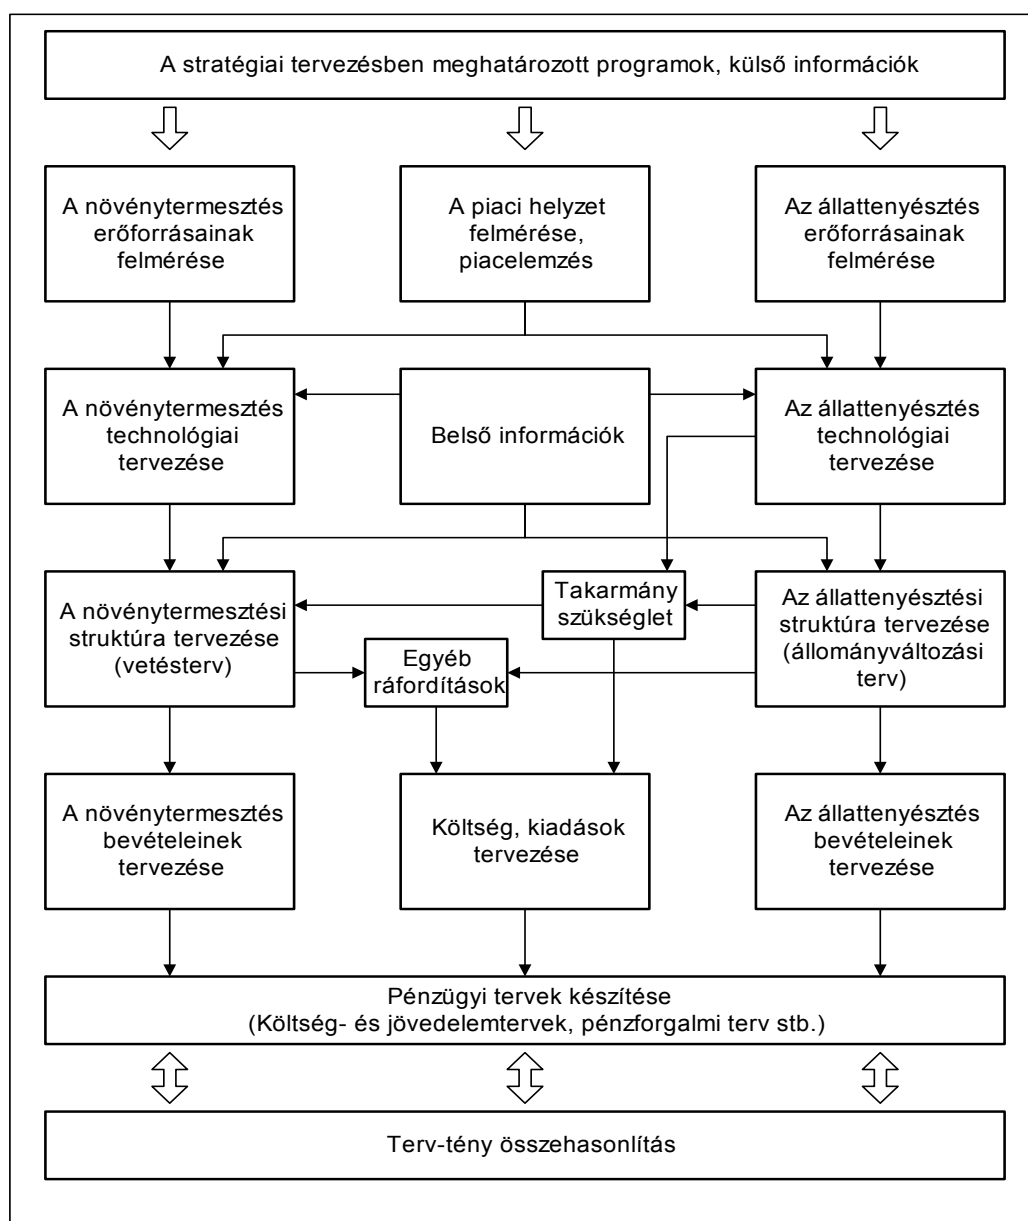 A stratégiai tervezésben meghatározott programok, külső információk
A növénytermesztés
erőforrásainak
felmérése
A piaci helyzet
felmérése,
piacelemzés
Az állattenyésztés
erőforrásainak
felmérése
A növénytermesztés
technológiai
tervezése
Belső információk
Az állattenyésztés
technológiai
tervezése
A növénytermesztési
struktúra tervezése
(vetésterv)
Takarmány
szükséglet
Egyéb
ráfordítások
Az állattenyésztési
struktúra tervezése
(állományváltozási
terv)
A növénytermesztés
bevételeinek
tervezése
Költség, kiadások
tervezése
Az állattenyésztés
bevételeinek
tervezése
Pénzügyi tervek készítése
(Költség- és jövedelemtervek, pénzforgalmi terv stb.)
Terv-tény összehasonlítás